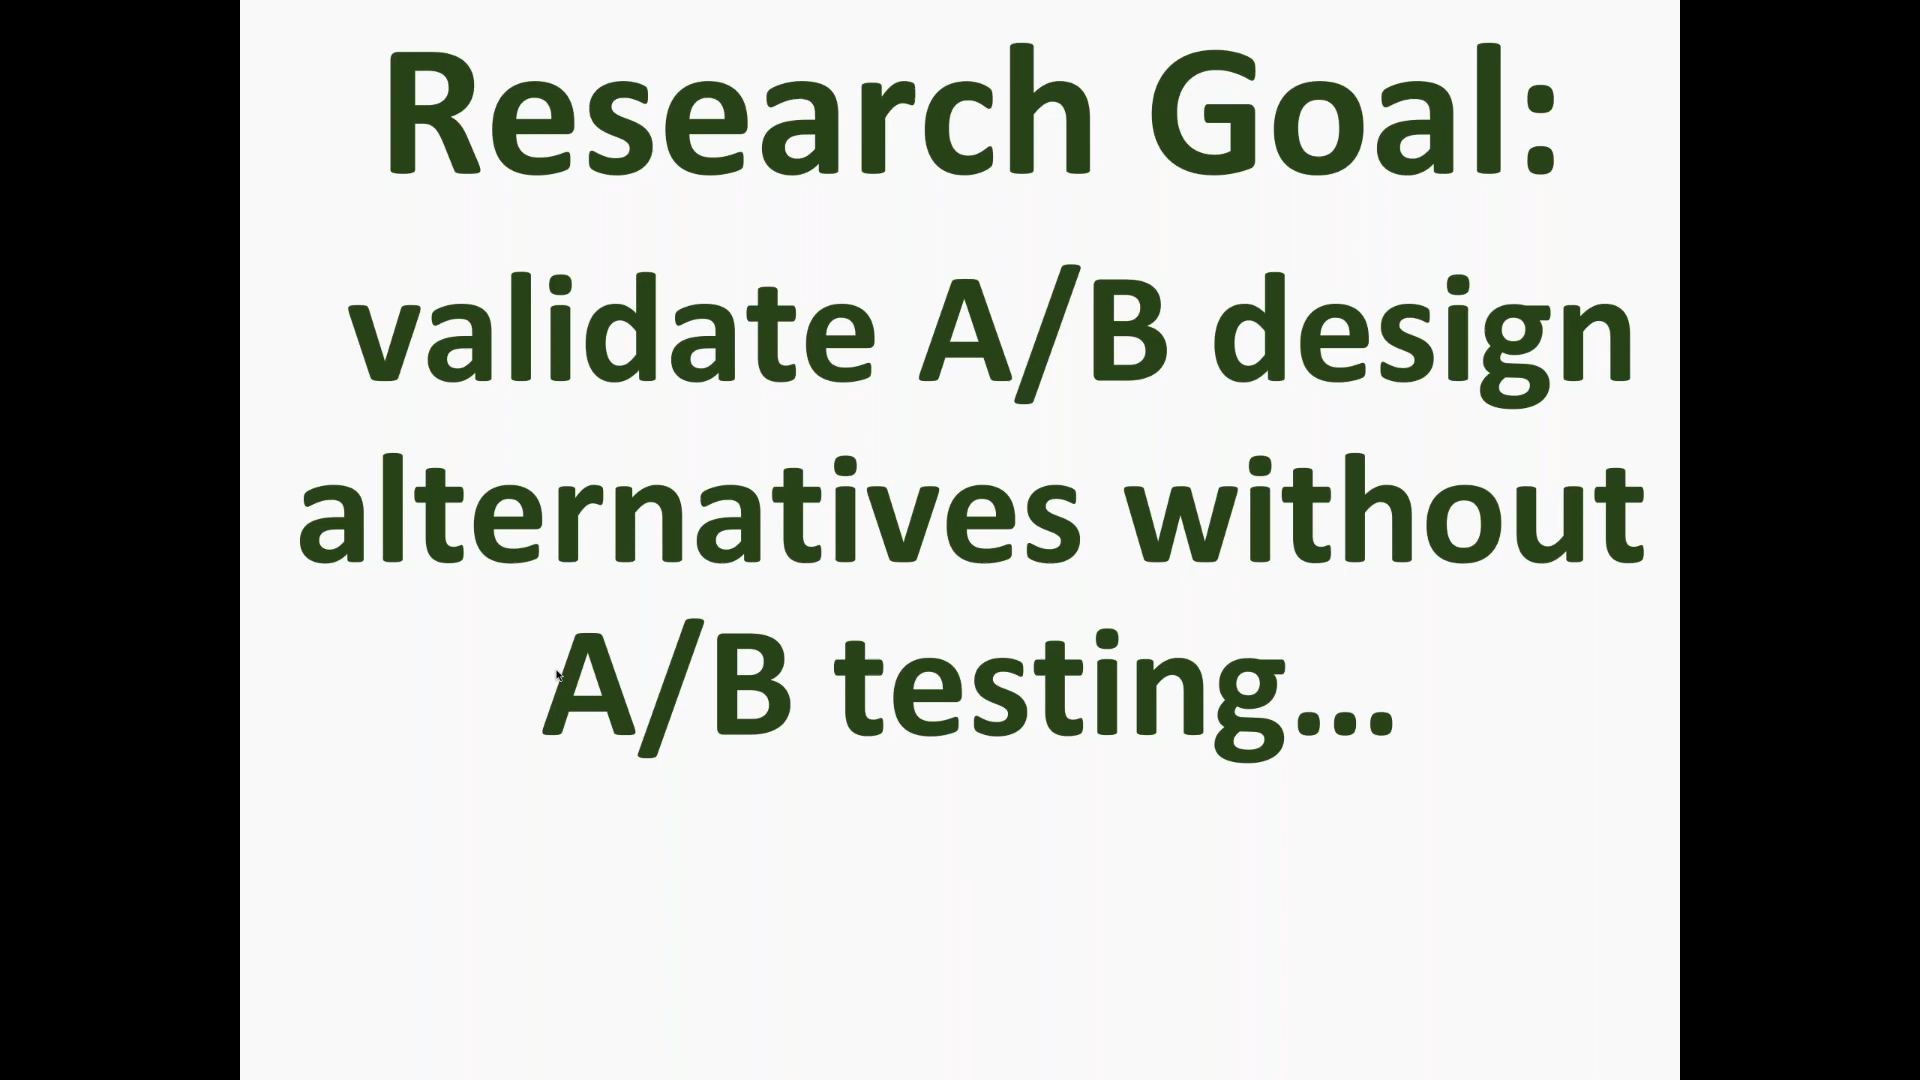 Research Goal:
validate A/B design
alternatives without
A/B testing...